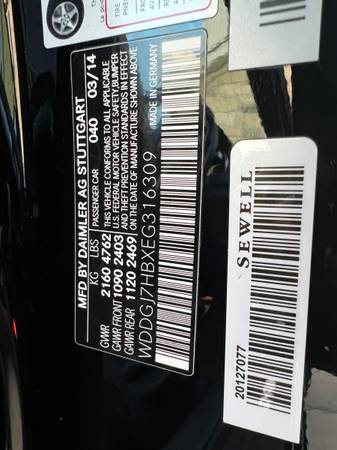 MFD BY DAIMLER AG STUTTGART
PASSENGER CAR 040 03/14
KG LBS
GVWR 2160 4762
GAWR FRONT 1090 2403
GAWR REAR 1120 2469
THIS VEHICLE CONFORMS TO ALL APPLICABLE
U.S. FEDERAL MOTOR VEHICLE SAFETY, BUMPER
AND THEFT PREVENTION STANDARDS IN EFFECT
ON THE DATE OF MANUFACTURE SHOWN ABOVE
WDDGJ7HBXEG316309
MADE IN GERMANY
SEWELL
20127077